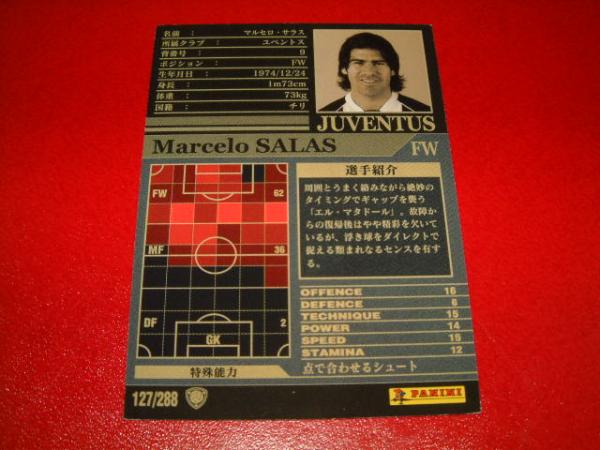 名前 : マルセロ・サラス
所属クラブ : ユベントス
背番号 : 9
ポジション : FW
生年月日 : 1974/12/24
身長 : 1m73cm
体重 : 73kg
国籍 : チリ
JUVENTUS
Marcelo SALAS FW
FW 62
MF 36
DF 2
GK
選手紹介
周囲とうまく絡みながら絶妙の
タイミングでギャップを襲う
「エル・マタドール」。故障から
の復帰後はやや精彩を欠いて
いるが、浮き球をダイレクトで
捉える類まれなるセンスを有す
る。
OFFENCE 16
DEFENCE 6
TECHNIQUE 15
POWER 14
SPEED 15
STAMINA 12
特殊能力 点で合わせるシュート
127/288
PANINI